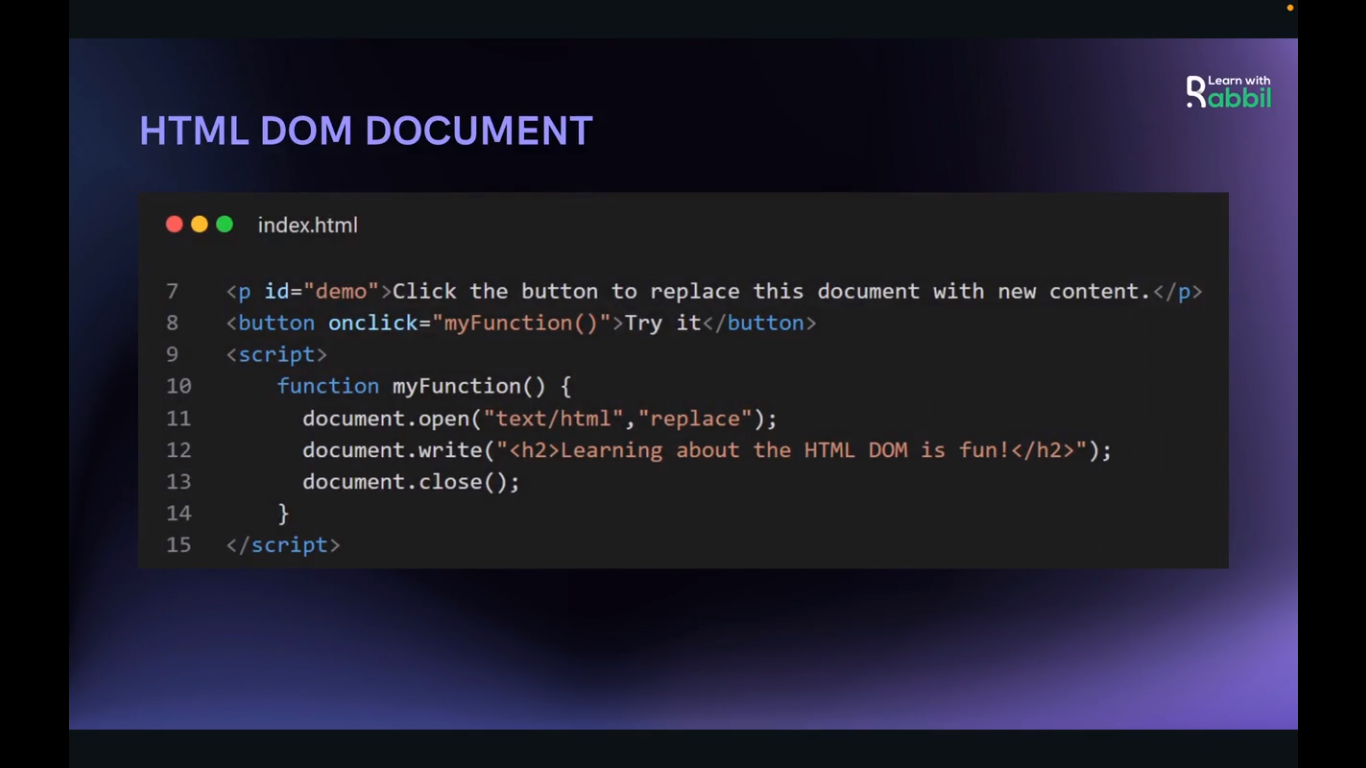 Learn with
Rabbil
HTML DOM DOCUMENT
index.html
7 <p id="demo">Click the button to replace this document with new content.</p>
8 <button onclick="myFunction()">Try it</button>
9 <script>
10 function myFunction() {
11 document.open("text/html","replace");
12 document.write("<h2>Learning about the HTML DOM is fun!</h2>");
13 document.close();
14 }
15 </script>